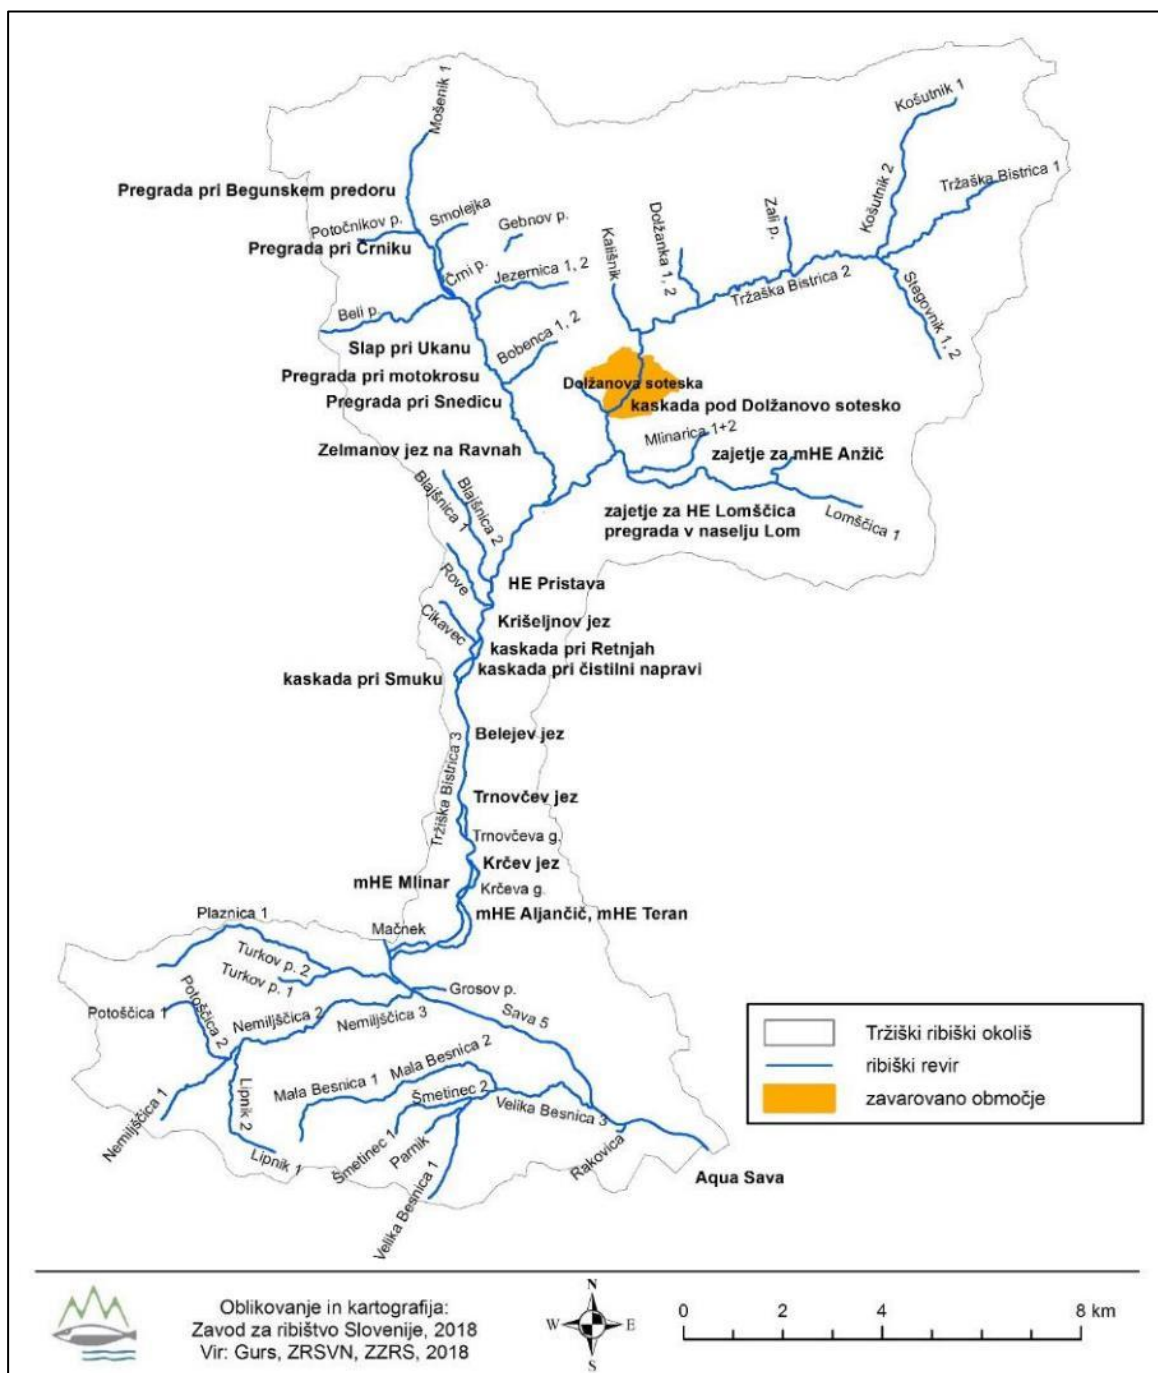 Mošenik 1
Košutnik 1
Pregrada pri Begunskem predoru
Košutnik 2
Tržaška Bistrica 1
Potočnikov p.
Smolejka
Gebnov p.
Kališnik
Dolžanka 1, 2
Zali p.
Pregrada pri Črniku
Črni p.
Jezernica 1, 2
Tržaška Bistrica 2
Stegovnik 1, 2
Beli p.
Slap pri Ukanu
Bobenca 1, 2
Pregrada pri motokrosu
Dolžanova soteska
Pregrada pri Snedicu
kaskada pod Dolžanovo sotesko
Mlinarica 1+2
Zelmanov jez na Ravnah
zajetje za mHE Anžič
Blajšnica 1
Blajšnica 2
zajetje za HE Lomščica
pregrada v naselju Lom
Lomščica 1
Rove
HE Pristava
Cikavec
Krišeljnov jez
kaskada pri Retnjah
kaskada pri čistilni napravi
kaskada pri Smuku
Belejev jez
Tržiška Bistrica 3
Trnovčev jez
Trnovčeva g.
Krčev jez
mHE Mlinar
Krčeva g.
mHE Aljančič, mHE Teran
Plaznica 1
Mačnek
Turkov p. 2
Turkov p. 1
Grosov p.
Potoščica 1
Potoščica 2
Nemiljščica 2
Nemiljščica 3
Sava 5
Mala Besnica 2
Mala Besnica 1
Šmetinec 2
Velika Besnica 3
Nemiljščica 1
Lipnik 2
Lipnik 1
Šmetinec 1
Parnik
Velika Besnica 1
Rakovica
Aqua Sava
Tržiški ribiški okoliš
ribiški revir
zavarovano območje
Oblikovanje in kartografija:
Zavod za ribištvo Slovenije, 2018
Vir: Gurs, ZRSVN, ZZRS, 2018
N
W E
S
0 2 4 8 km